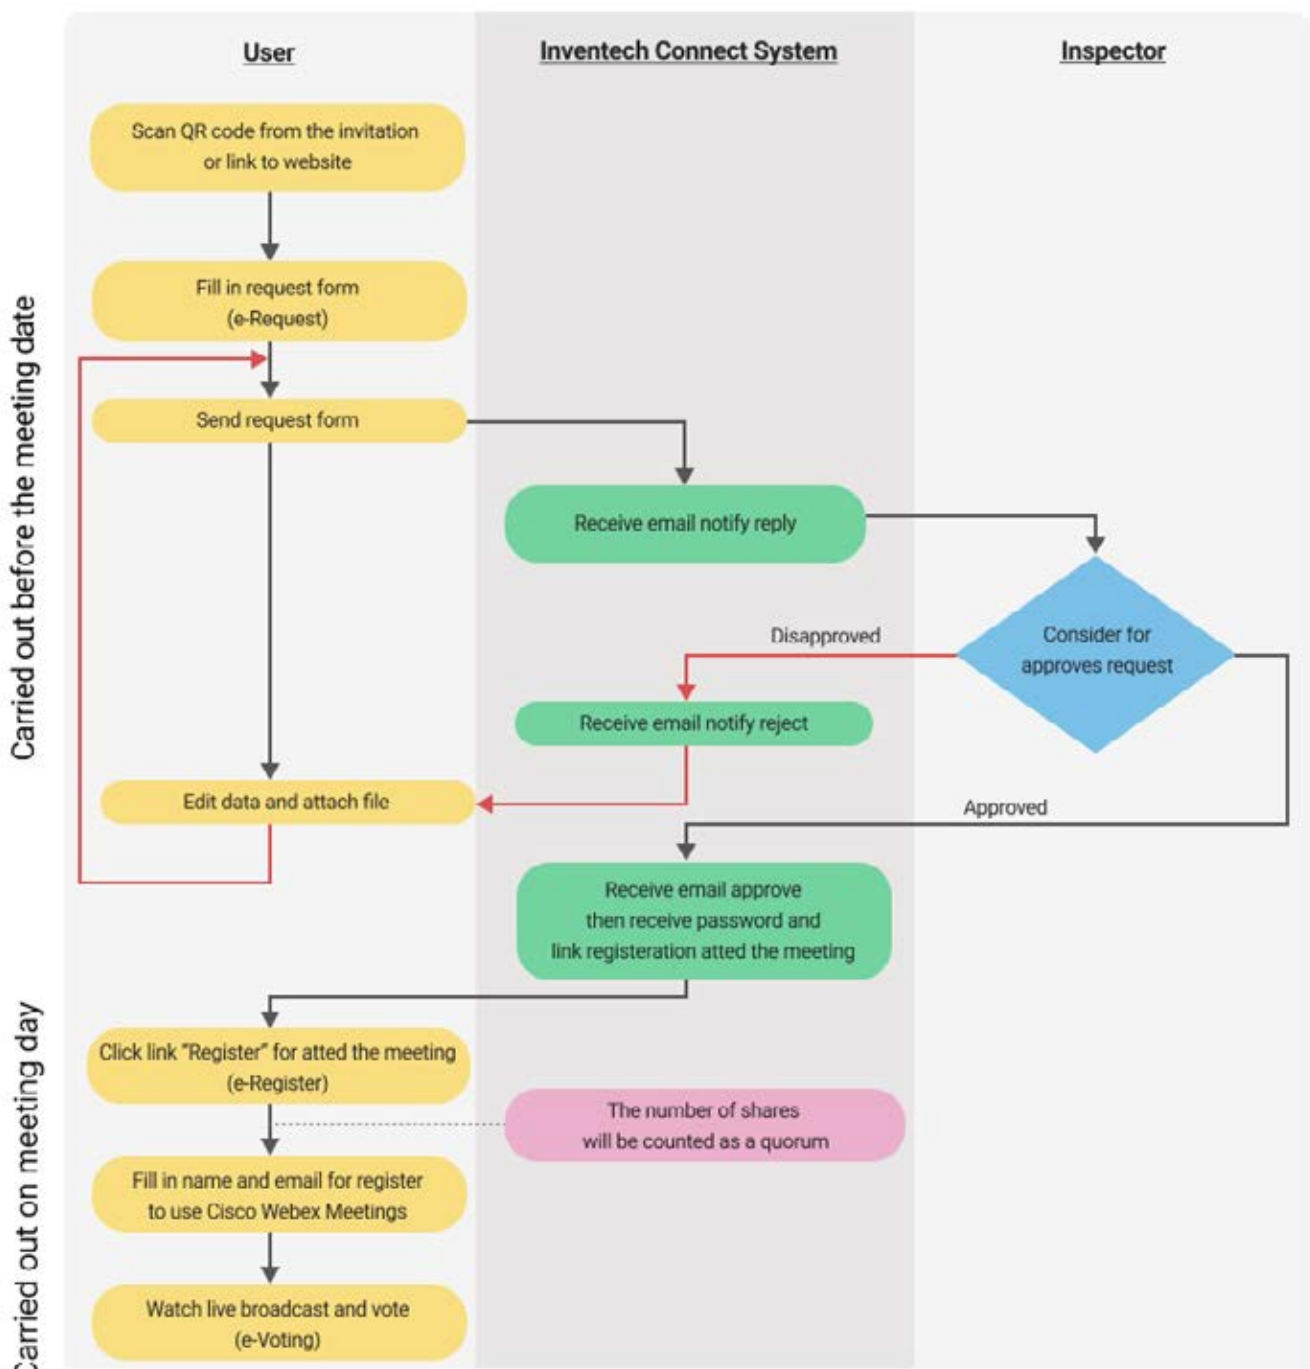 User
Inventech Connect System
Inspector
Carried out before the meeting date
Scan QR code from the invitation
or link to website
Fill in request form
(e-Request)
Send request form
Receive email notify reply
Consider for
approves request
Disapproved
Receive email notify reject
Edit data and attach file
Approved
Receive email approve
then receive password and
link registeration atted the meeting
Carried out on meeting day
Click link “Register” for atted the meeting
(e-Register)
The number of shares
will be counted as a quorum
Fill in name and email for register
to use Cisco Webex Meetings
Watch live broadcast and vote
(e-Voting)